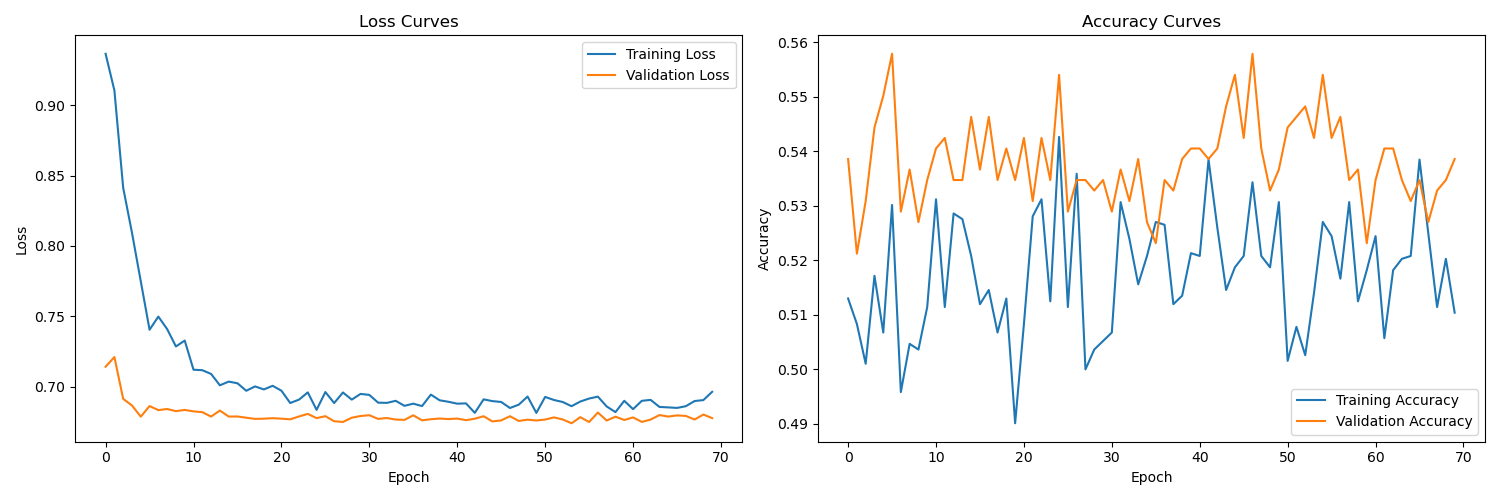 Loss Curves
0.90
0.85
0.80
0.75
0.70
Loss
0 10 20 30 40 50 60 70
Epoch
Training Loss
Validation Loss
Accuracy Curves
0.56
0.55
0.54
0.53
0.52
0.51
0.50
0.49
Accuracy
0 10 20 30 40 50 60 70
Epoch
Training Accuracy
Validation Accuracy